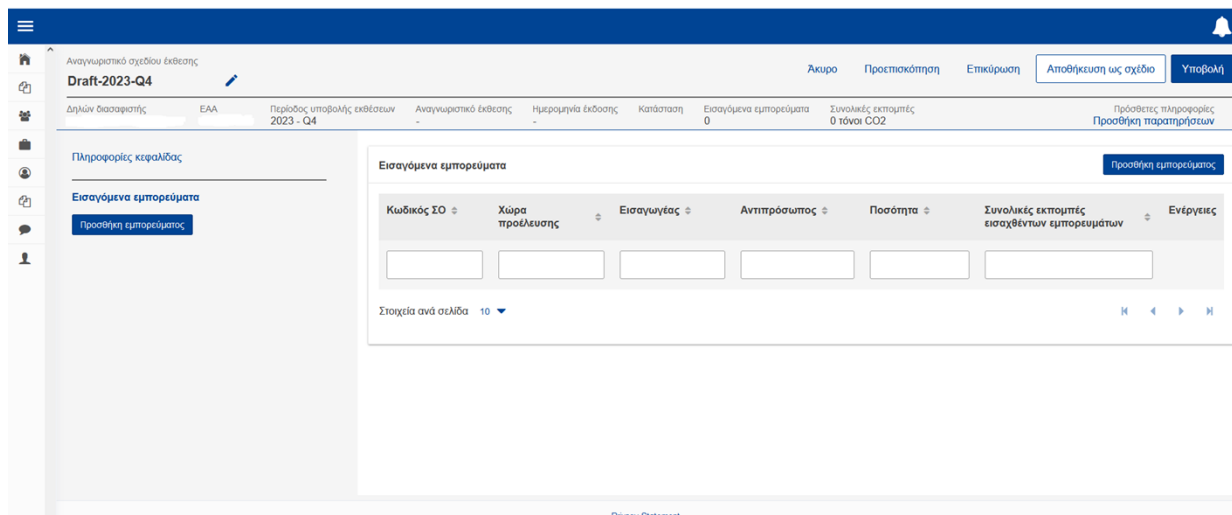 Αναγνωριστικό σχεδίου έκθεσης
Draft-2023-Q4
Άκυρο Προεπισκόπηση Επικύρωση Αποθήκευση ως σχέδιο Υποβολή
Δηλών διασαφιστής ΕΑΑ Περίοδος υποβολής εκθέσεων Αναγνωριστικό έκθεσης Ημερομηνία έκδοσης Κατάσταση Εισαγόμενα εμπορεύματα Συνολικές εκπομπές Πρόσθετες πληροφορίες
2023 - Q4 - - 0 0 τόνοι CO2 Προσθήκη παρατηρήσεων
Πληροφορίες κεφαλίδας
Εισαγόμενα εμπορεύματα
Προσθήκη εμπορεύματος
Εισαγόμενα εμπορεύματα Προσθήκη εμπορεύματος
Κωδικός ΣΟ Χώρα προέλευσης Εισαγωγέας Αντιπρόσωπος Ποσότητα Συνολικές εκπομπές εισαχθέντων εμπορευμάτων Ενέργειες
Στοιχεία ανά σελίδα 10